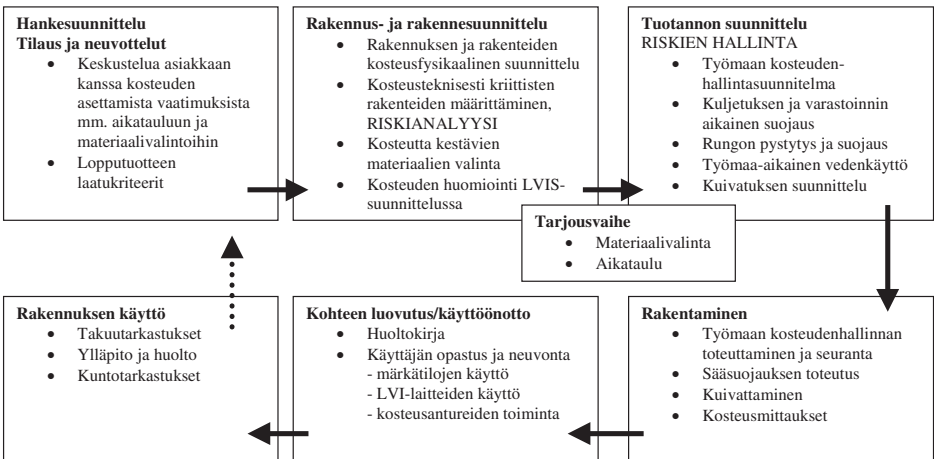 Hankesuunnittelu
Tilaus ja neuvottelut
• Keskustelua asiakkaan
kanssa kosteuden
asettamista vaatimuksista
mm. aikatauluun ja
materiaalivalintoihin
• Lopputuotteen
laatukriteerit
Rakennus- ja rakennesuunnittelu
• Rakennuksen ja rakenteiden
kosteusfysikaalinen suunnittelu
• Kosteusteknisesti kriittisten
rakenteiden määrittäminen,
RISKIANALYYSI
• Kosteutta kestävien
materiaalien valinta
• Kosteuden huomiointi LVIS-
suunnittelussa
Tuotannon suunnittelu
RISKIEN HALLINTA
• Työmaan kosteuden-
hallintasuunnitelma
• Kuljetuksen ja varastoinnin
aikainen suojaus
• Rungon pystytys ja suojaus
• Työmaa-aikainen vedenkäyttö
• Kuivatuksen suunnittelu
Tarjousvaihe
• Materiaalivalinta
• Aikataulu
Rakennuksen käyttö
• Takuutarkastukset
• Ylläpito ja huolto
• Kuntotarkastukset
Kohteen luovutus/käyttöönotto
• Huoltokirja
• Käyttäjän opastus ja neuvonta
- märkätilojen käyttö
- LVI-laitteiden käyttö
- kosteusantureiden toiminta
Rakentaminen
• Työmaan kosteudenhallinnan
toteuttaminen ja seuranta
• Sääsuojauksen toteutus
• Kuivattaminen
• Kosteusmittaukset